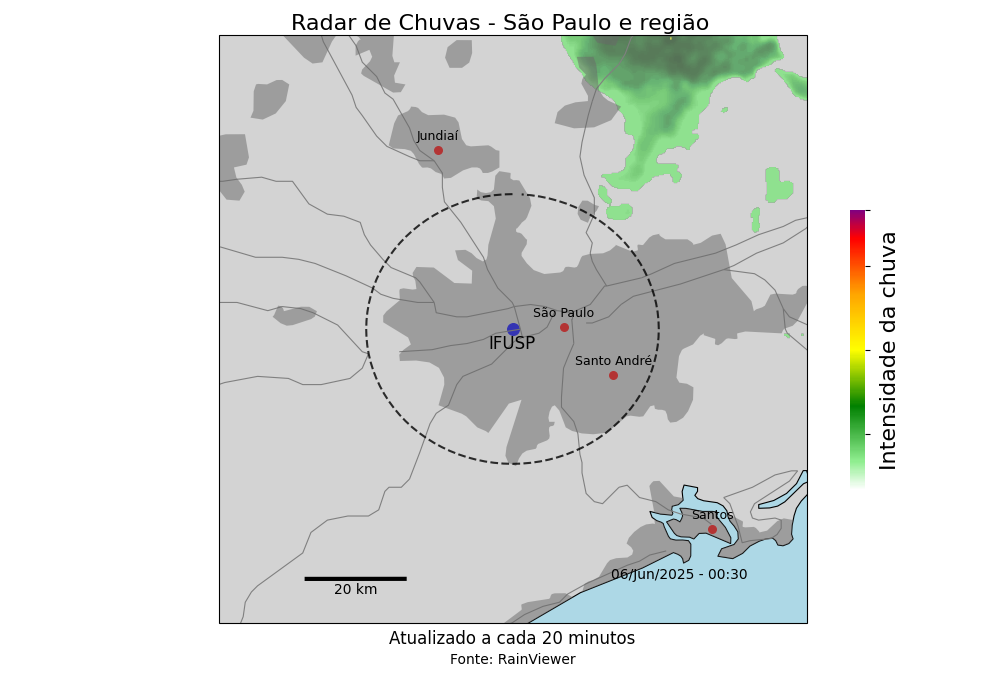 Radar de Chuvas - São Paulo e região
Jundiaí
São Paulo
IFUSP
Santo André
Intensidade da chuva
Santos
06/Jun/2025 - 00:30
20 km
Atualizado a cada 20 minutos
Fonte: RainViewer